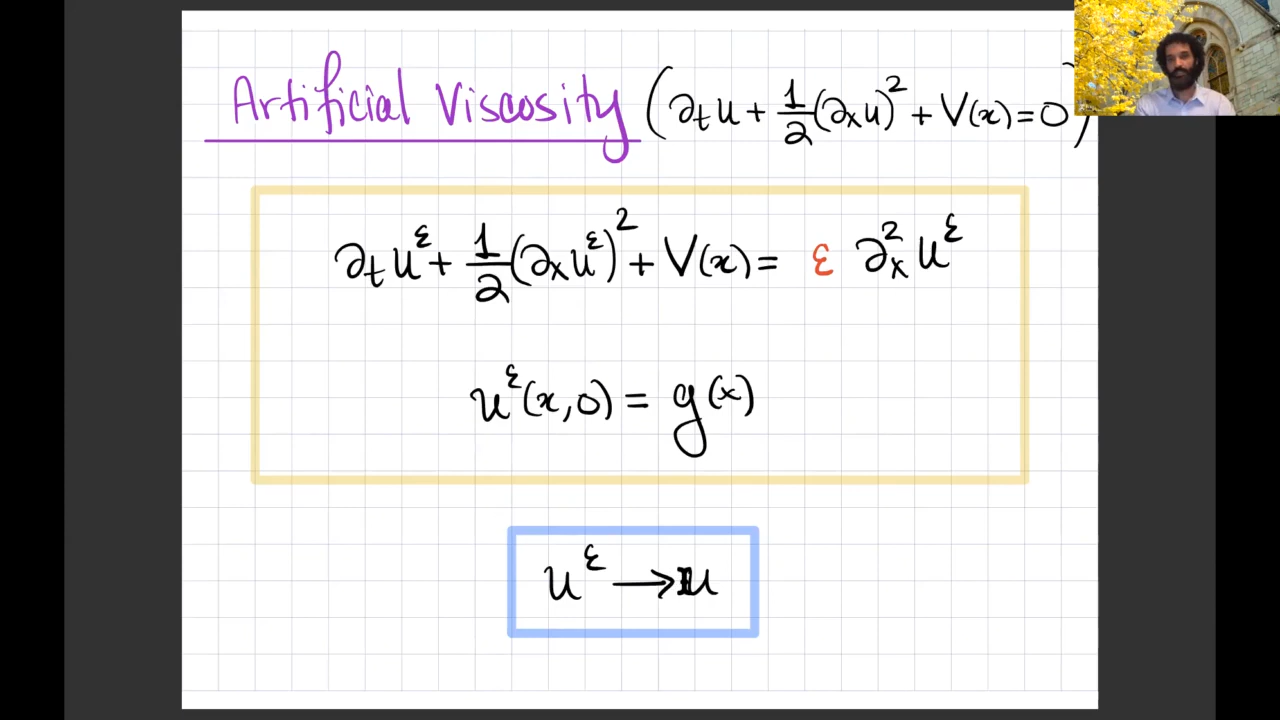 Artificial Viscosity (∂ₜu + 1/2(∂ₓu)² + V(x) = 0)
∂ₜu^ε + 1/2(∂ₓu^ε)² + V(x) = ε ∂ₓ²u^ε
u^ε(x,0) = g(x)
u^ε → u